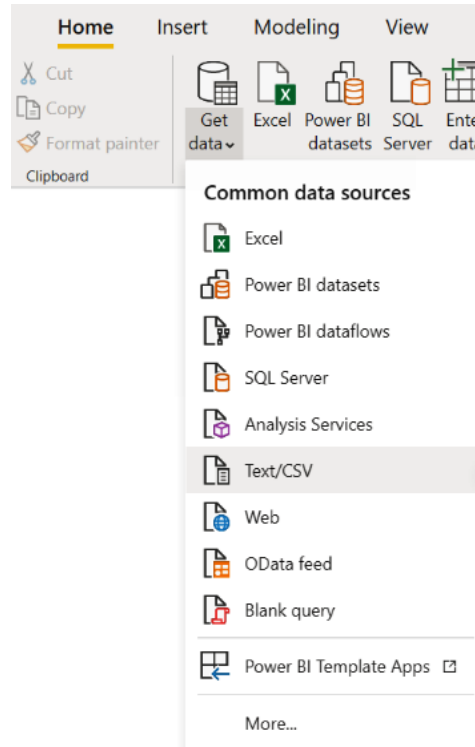 Home Insert Modeling View
Cut
Copy
Format painter
Clipboard
Get data
Excel
Power BI datasets
SQL Server
Ente
data
Common data sources
Excel
Power BI datasets
Power BI dataflows
SQL Server
Analysis Services
Text/CSV
Web
OData feed
Blank query
Power BI Template Apps
More...